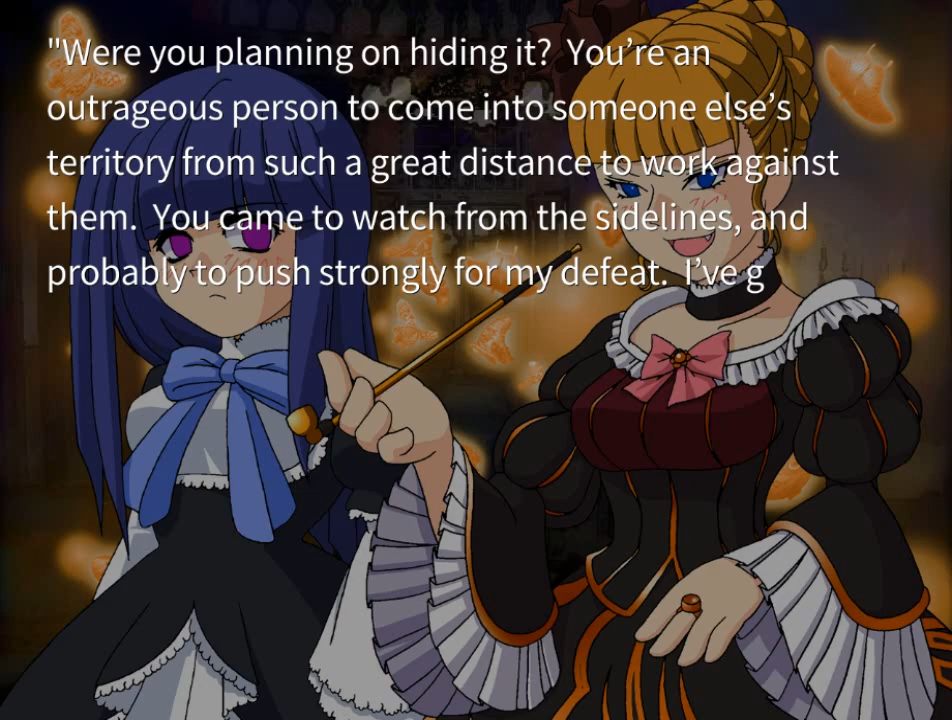 "Were you planning on hiding it?  You’re an
outrageous person to come into someone else’s
territory from such a great distance to work against
them.  You came to watch from the sidelines, and
probably to push strongly for my defeat.  I’ve g